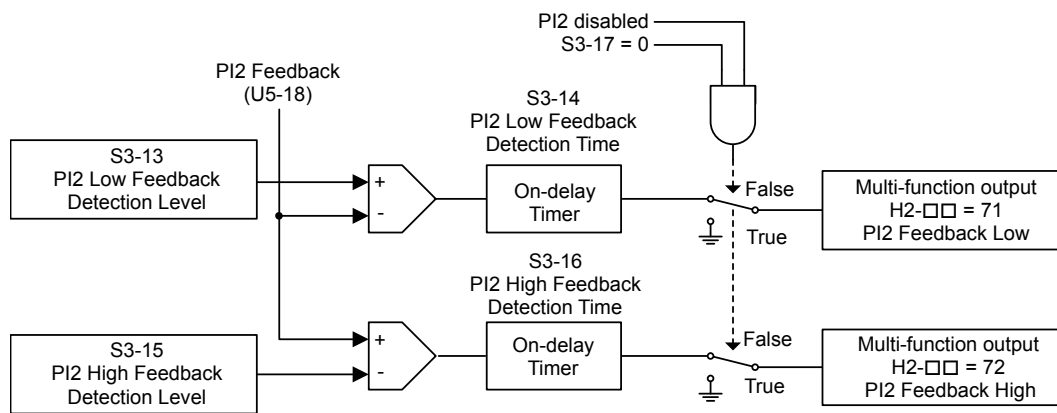 PI2 disabled
S3-17 = 0
PI2 Feedback
(U5-18)
S3-14
PI2 Low Feedback
Detection Time
S3-13
PI2 Low Feedback
Detection Level
+
-
On-delay
Timer
False
True
Multi-function output
H2-□□ = 71
PI2 Feedback Low
S3-16
PI2 High Feedback
Detection Time
S3-15
PI2 High Feedback
Detection Level
+
-
On-delay
Timer
False
True
Multi-function output
H2-□□ = 72
PI2 Feedback High